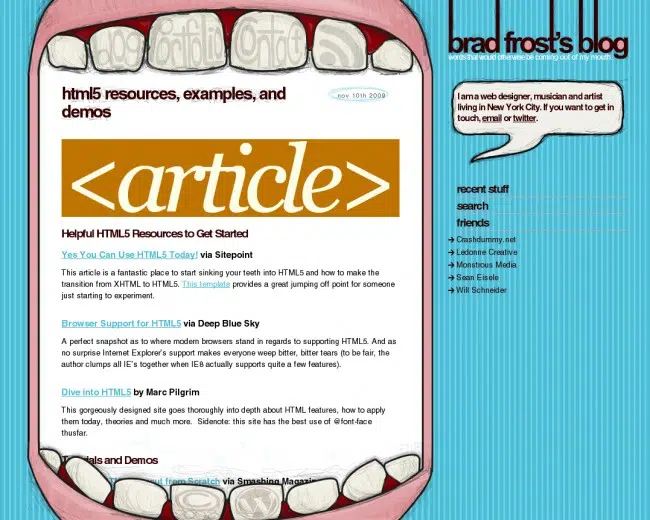 blog
Portfolio
Contact
brad frost's blog
words that would otherwise be coming out of my mouth
html5 resources, examples, and
demos
nov 10th 2009
I am a web designer, musician and artist
living in New York City. If you want to get in
touch, email or twitter.
<article>
recent stuff
search
friends
→ Crashdummy.net
→ Ledonne Creative
→ Monstrous Media
→ Sean Eisele
→ Will Schneider
Helpful HTML5 Resources to Get Started
Yes You Can Use HTML5 Today! via Sitepoint
This article is a fantastic place to start sinking your teeth into HTML5 and how to make the
transition from XHTML to HTML5. This template provides a great jumping off point for someone
just starting to experiment.
Browser Support for HTML5 via Deep Blue Sky
A perfect snapshot as to where modern browsers stand in regards to supporting HTML5. And as
no surprise Internet Explorer's support makes everyone weep bitter, bitter tears (to be fair, the
author clumps all IE's together when IE8 actually supports quite a few features).
Dive into HTML5 by Marc Pilgrim
This gorgeously designed site goes thoroughly into depth about HTML features, how to apply
them today, theories and much more. Sidenote: this site has the best use of @font-face
thusfar.
and Demos
from Scratch via Smashing